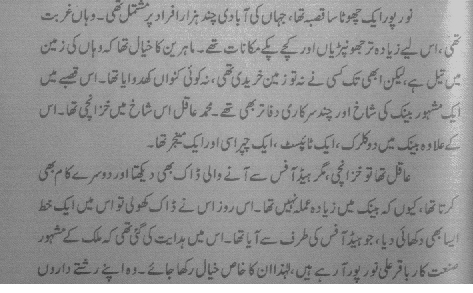 نور پور ایک چھوٹا سا قصبہ تھا، جہاں کی آبادی چند ہزار افراد پر مشتمل تھی۔ وہاں غربت
تھی، اس لیے زیادہ تر جھونپڑیاں اور کچے پکے مکانات تھے۔ ماہرین کا خیال تھا کہ وہاں کی زمین
میں تیل ہے، لیکن ابھی تک کسی نے نہ تو زمین خریدی تھی، نہ کوئی کنواں کھدوایا تھا۔ اس قصبے میں
ایک مشہور بینک کی شاخ اور چند سرکاری دفاتر بھی تھے۔ محمد عاقل اس شاخ میں خزانچی تھا۔ اس
کے علاوہ بینک میں دو کلرک، ایک ٹائپسٹ، ایک چپراسی اور ایک منیجر تھا۔
عاقل تھا تو خزانچی، مگر ہیڈ آفس سے آنے والی ڈاک بھی دیکھتا اور دوسرے کام بھی
کرتا تھا، کیوں کہ بینک میں زیادہ عملہ نہیں تھا۔ اس روز اس نے ڈاک کھولی تو اس میں ایک خط
ایسا بھی دکھائی دیا، جو ہیڈ آفس کی طرف سے آیا تھا۔ اس میں ہدایت کی گئی تھی کہ ملک کے مشہور
صنعت کار باقر علی نور پور آ رہے ہیں، لہٰذا ان کا خاص خیال رکھا جائے۔ وہ اپنے رشتے داروں